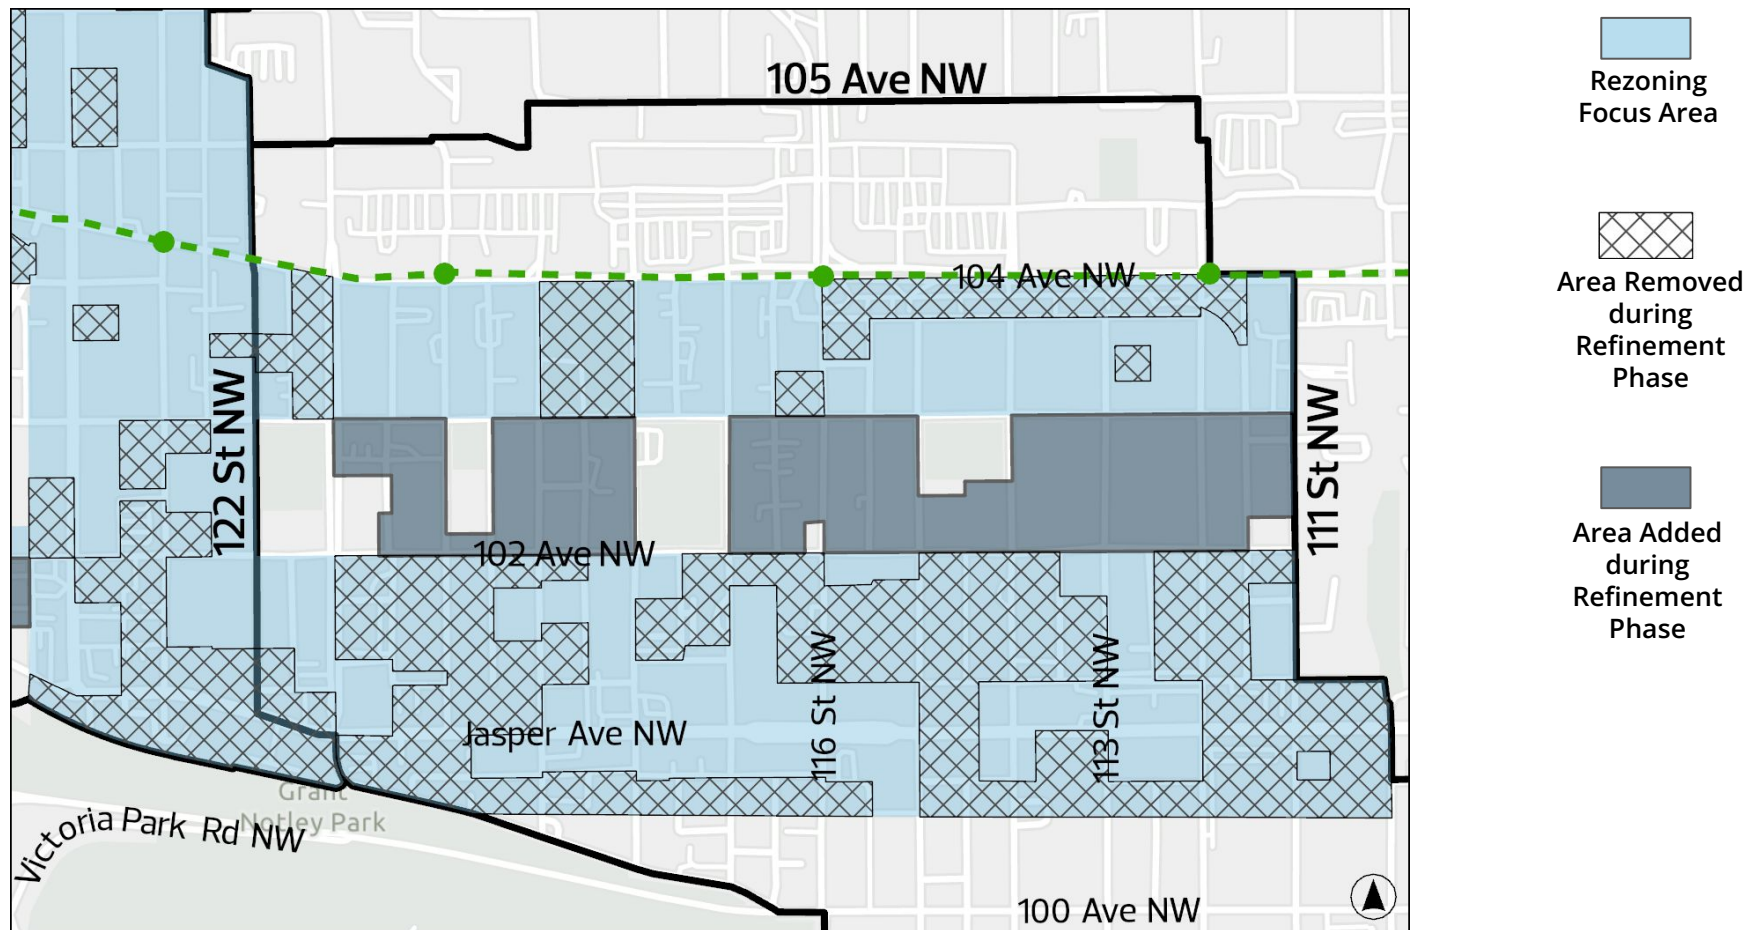 105 Ave NW
104 Ave NW
122 St NW
111 St NW
102 Ave NW
116 St NW
113 St NW
Jasper Ave NW
Grant
Notley Park
Victoria Park Rd NW
100 Ave NW
Rezoning
Focus Area
Area Removed
during
Refinement
Phase
Area Added
during
Refinement
Phase